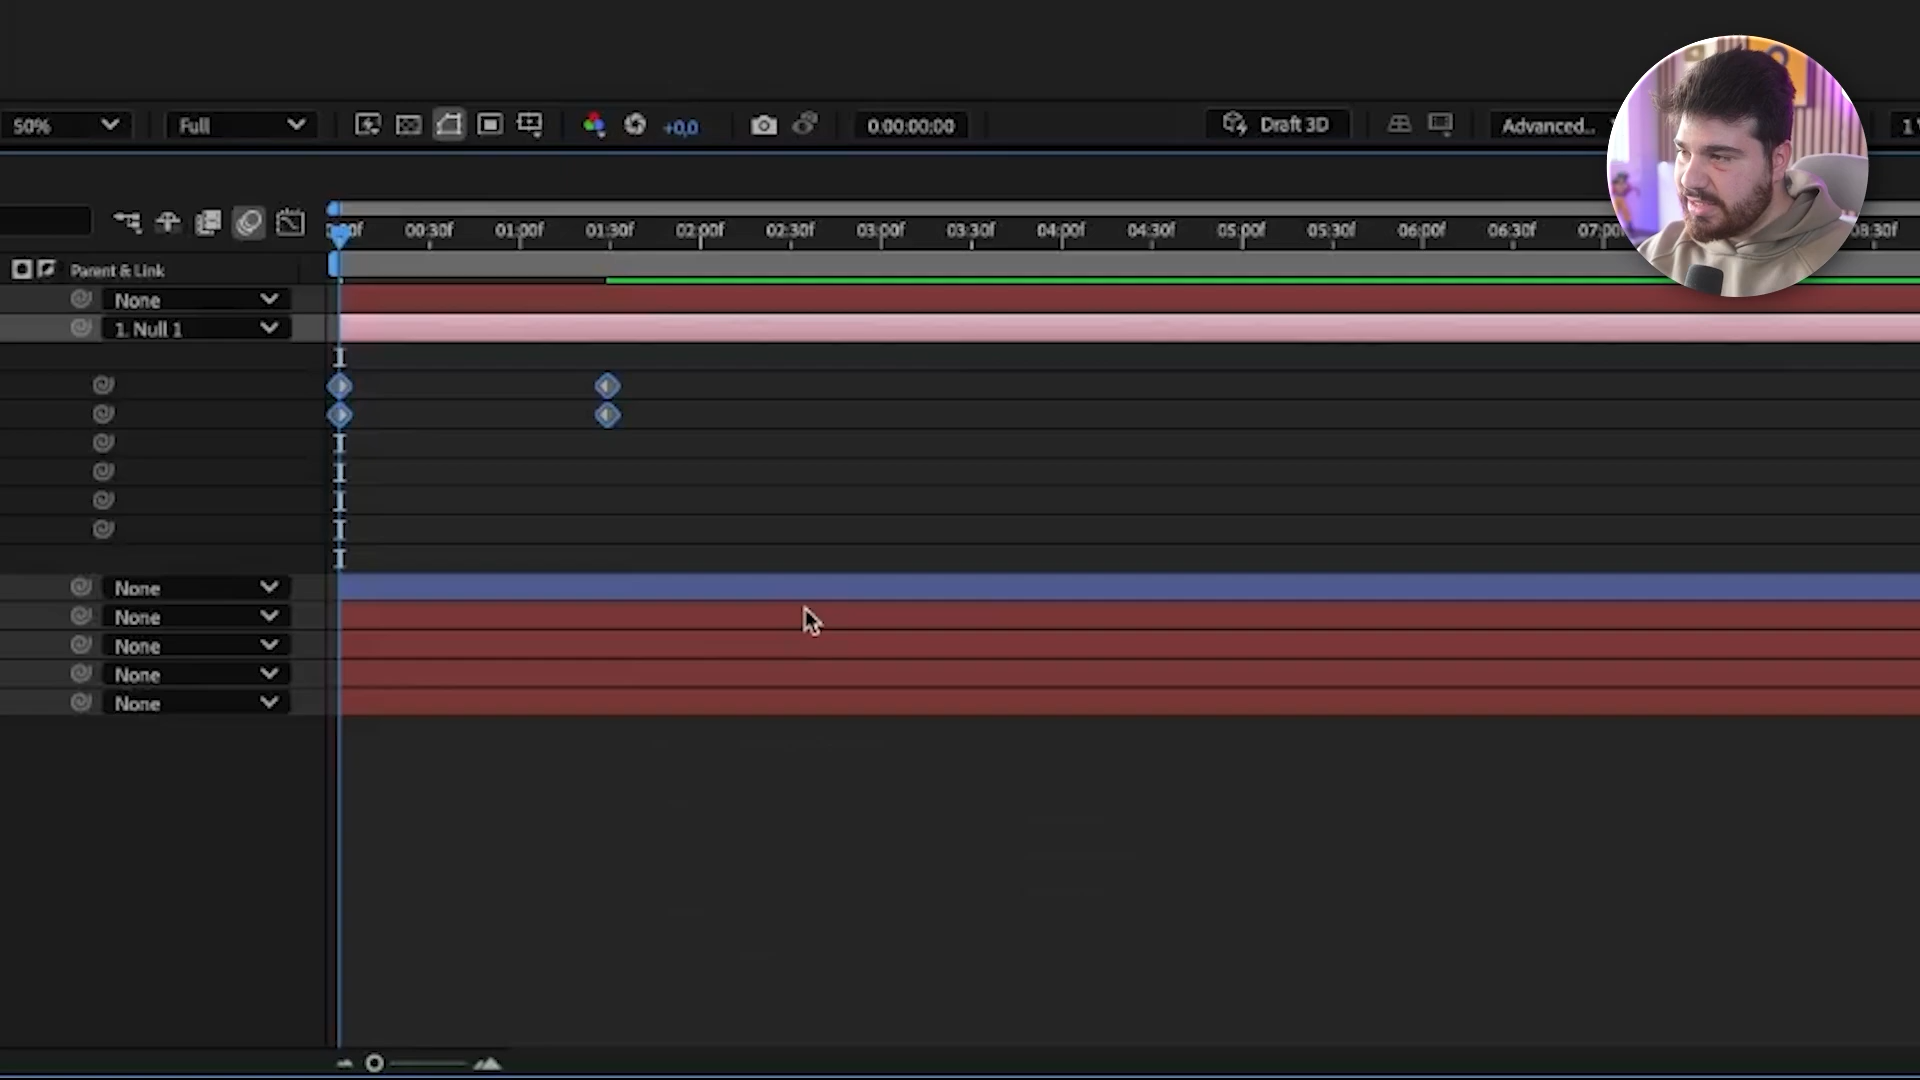 50% Full +0,0 0:00:00:00 Draft 3D Advanced...
00:30f 01:00f 01:30f 02:00f 02:30f 03:00f 03:30f 04:00f 04:30f 05:00f 05:30f 06:00f 06:30f
Parent & Link
None
1. Null 1
None
None
None
None
None